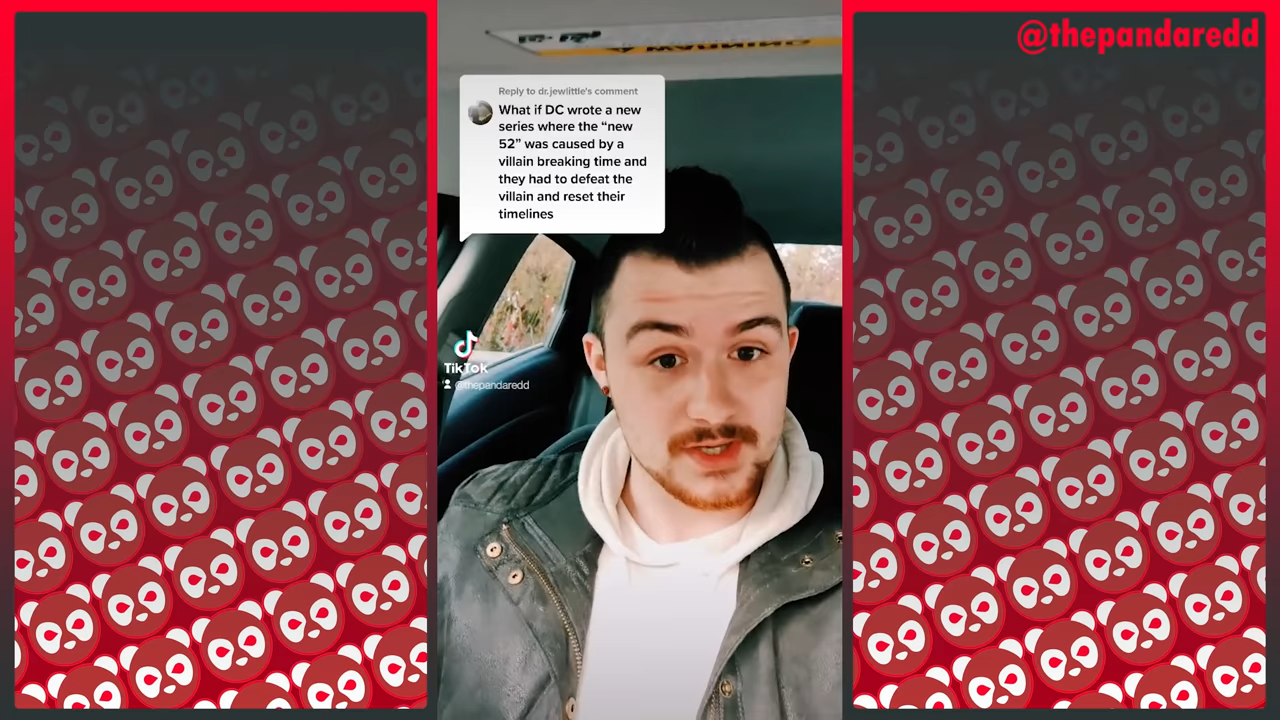 @thepandaredd
WARNING
Reply to dr.jewlittle's comment
What if DC wrote a new
series where the “new
52” was caused by a
villain breaking time and
they had to defeat the
villain and reset their
timelines
TikTok
@thepandaredd